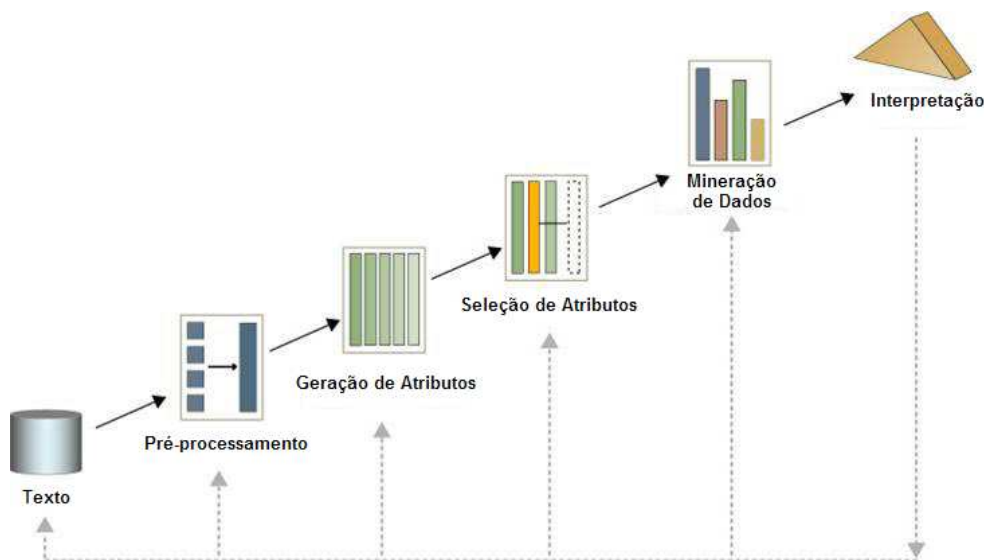 Texto
Pré-processamento
Geração de Atributos
Seleção de Atributos
Mineração
de Dados
Interpretação